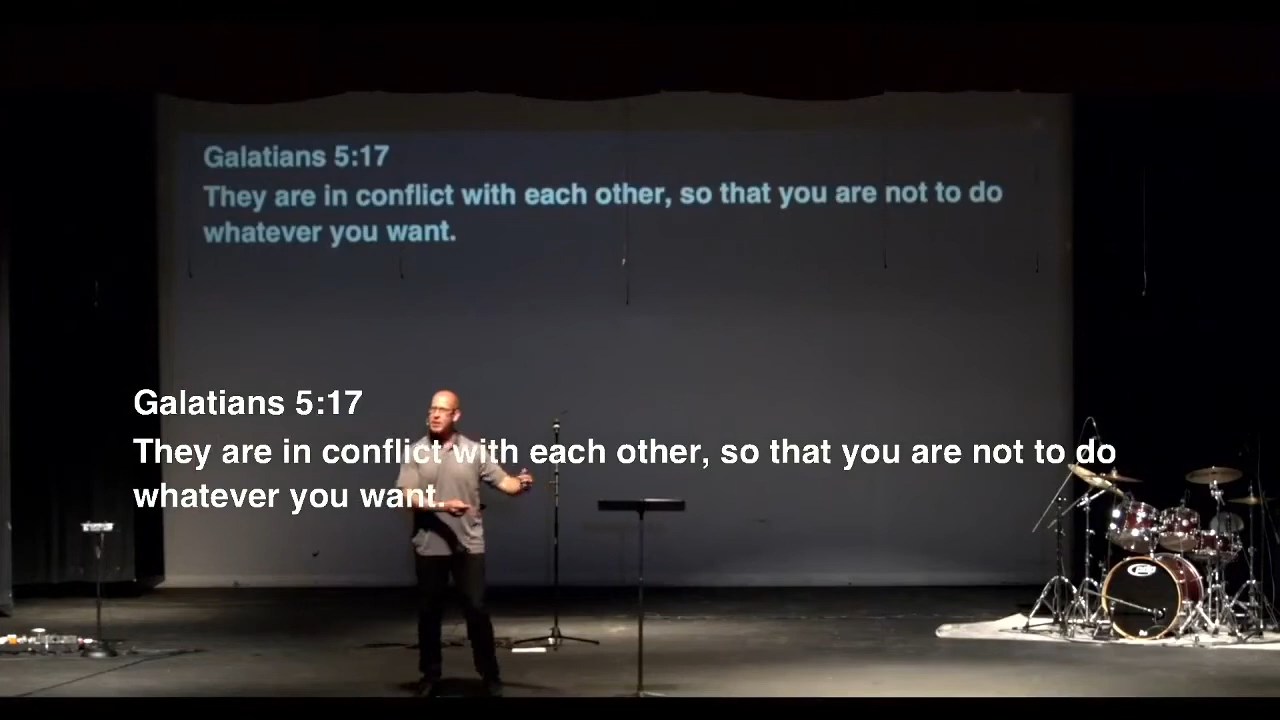 Galatians 5:17
They are in conflict with each other, so that you are not to do
whatever you want.
Galatians 5:17
They are in conflict with each other, so that you are not to do
whatever you want.
pdp